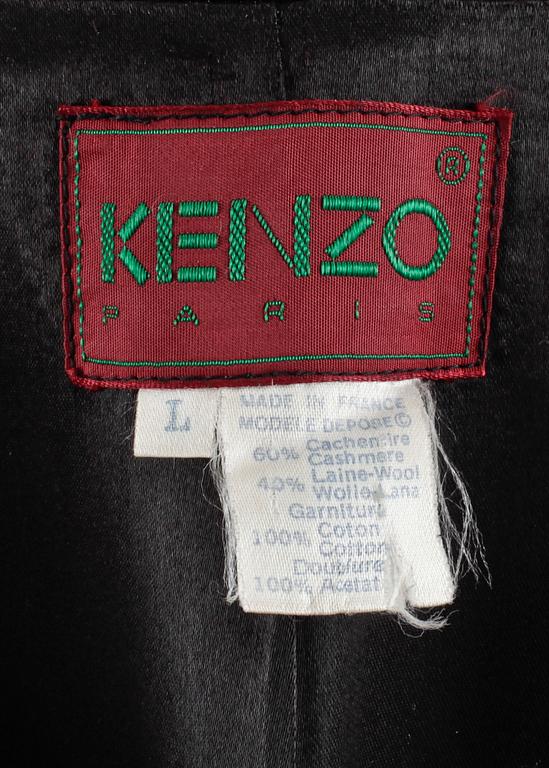 KENZO®
PARIS
L
MADE IN FRANCE
MODELE DEPOSE©
60% Cachemire
Cashmere
40% Laine-Wool
Wolle-Lana
Garniture
100% Coton
Cotton
Doublure
100% Acetat